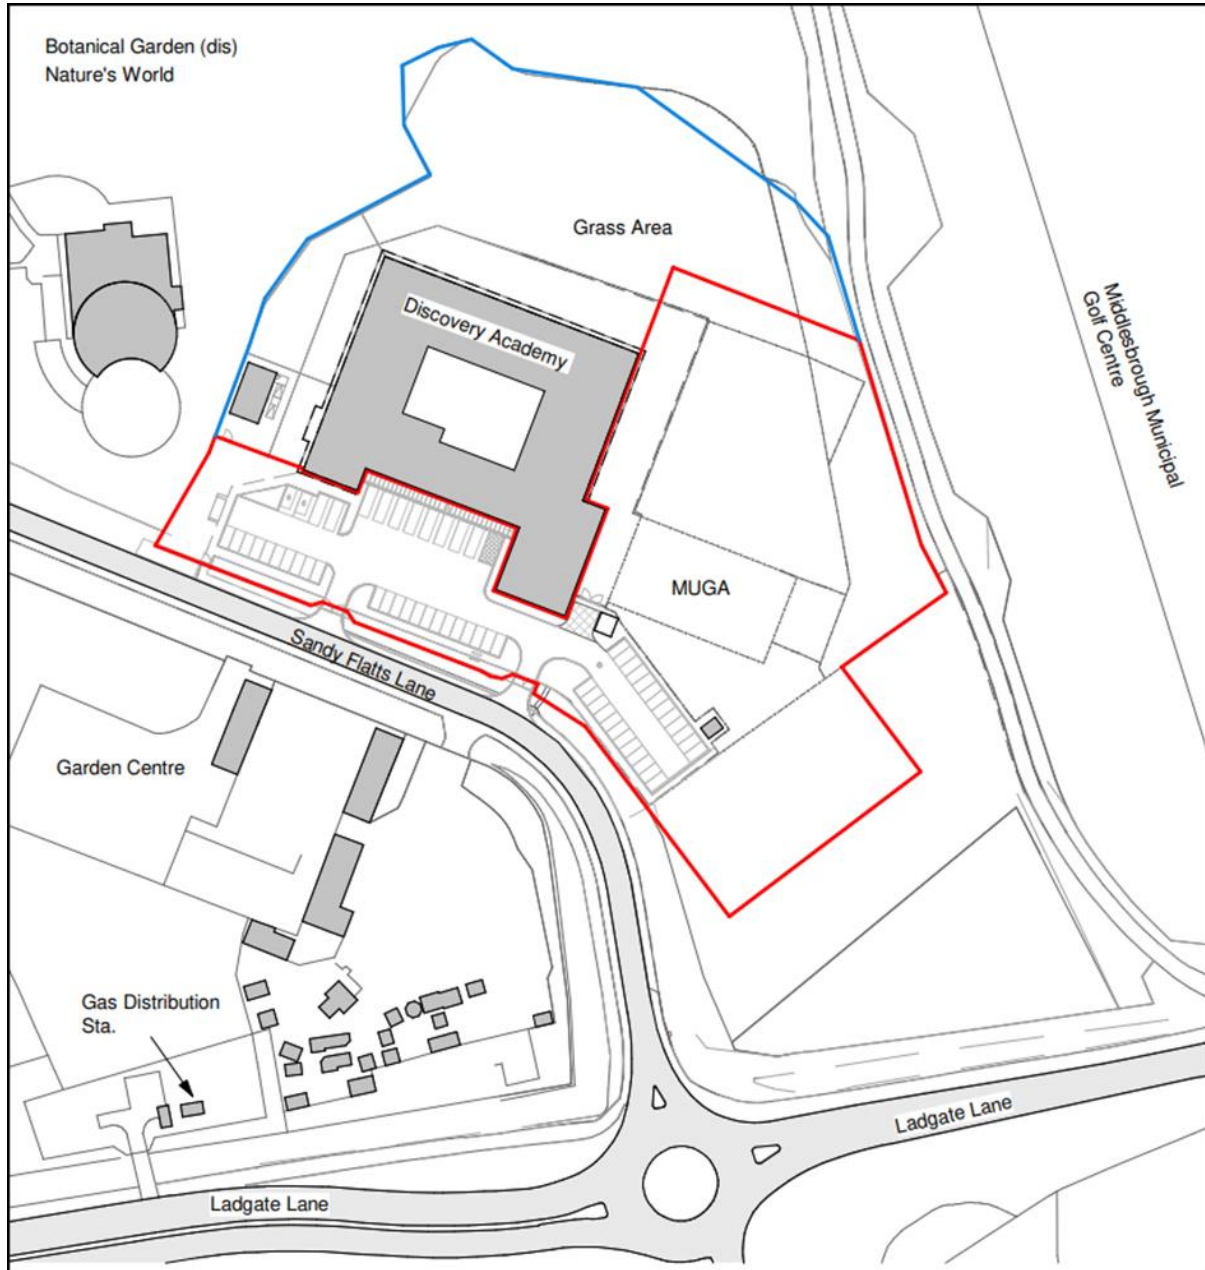 Botanical Garden (dis)
Nature's World
Grass Area
Discovery Academy
Middlesbrough Municipal
Golf Centre
MUGA
Sandy Flatts Lane
Garden Centre
Gas Distribution
Sta.
Ladgate Lane
Ladgate Lane